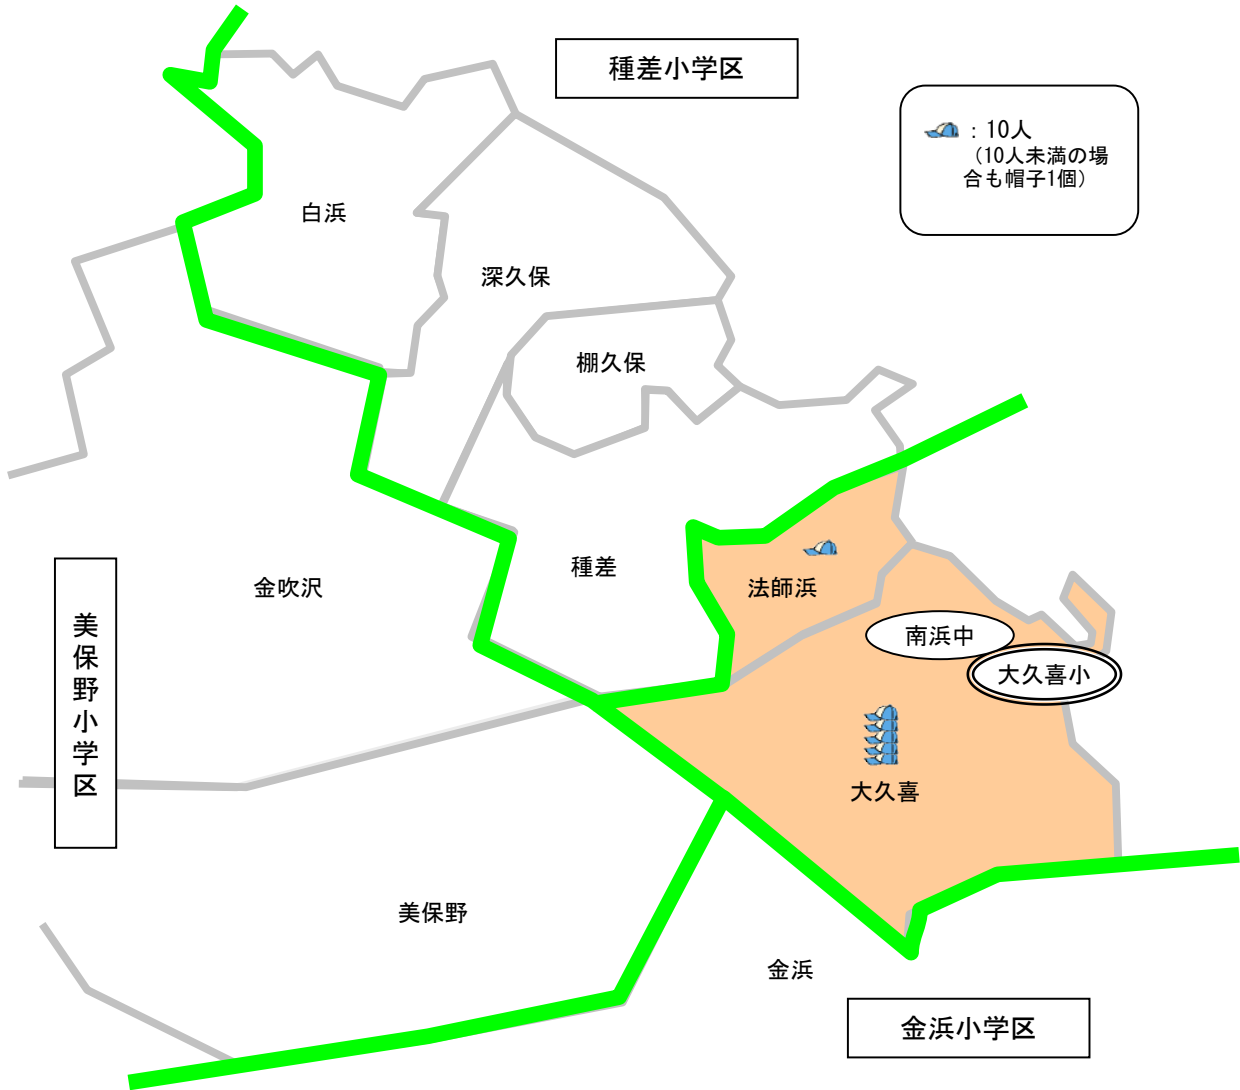 種差小学区
：10人
（10人未満の場
合も帽子1個）
白浜
深久保
棚久保
種差
法師浜
金吹沢
南浜中
大久喜小
美保野小学区
大久喜
美保野
金浜
金浜小学区